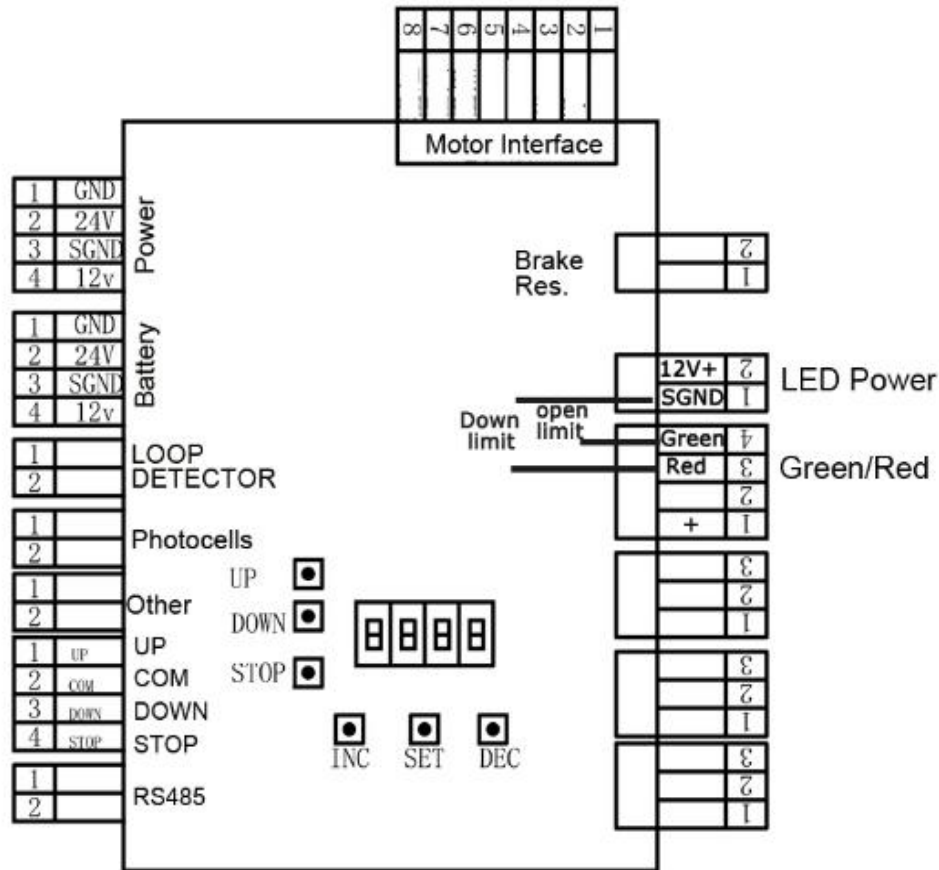 8 7 6 5 4 3 2 1
Motor Interface
1 GND
2 24V
3 SGND
4 12v
Power
1 GND
2 24V
3 SGND
4 12v
Battery
1
2
LOOP
DETECTOR
1
2
Photocells
1
2
Other
1 UP UP
2 COM COM
3 DOWN DOWN
4 STOP STOP
1
2
RS485
UP
DOWN
STOP
INC SET DEC
Brake
Res.
2
1
12V+ 2
SGND 1
LED Power
Down
limit
open
limit
Green 4
Red 3
2
+ 1
Green/Red
3
2
1
3
2
1
3
2
1